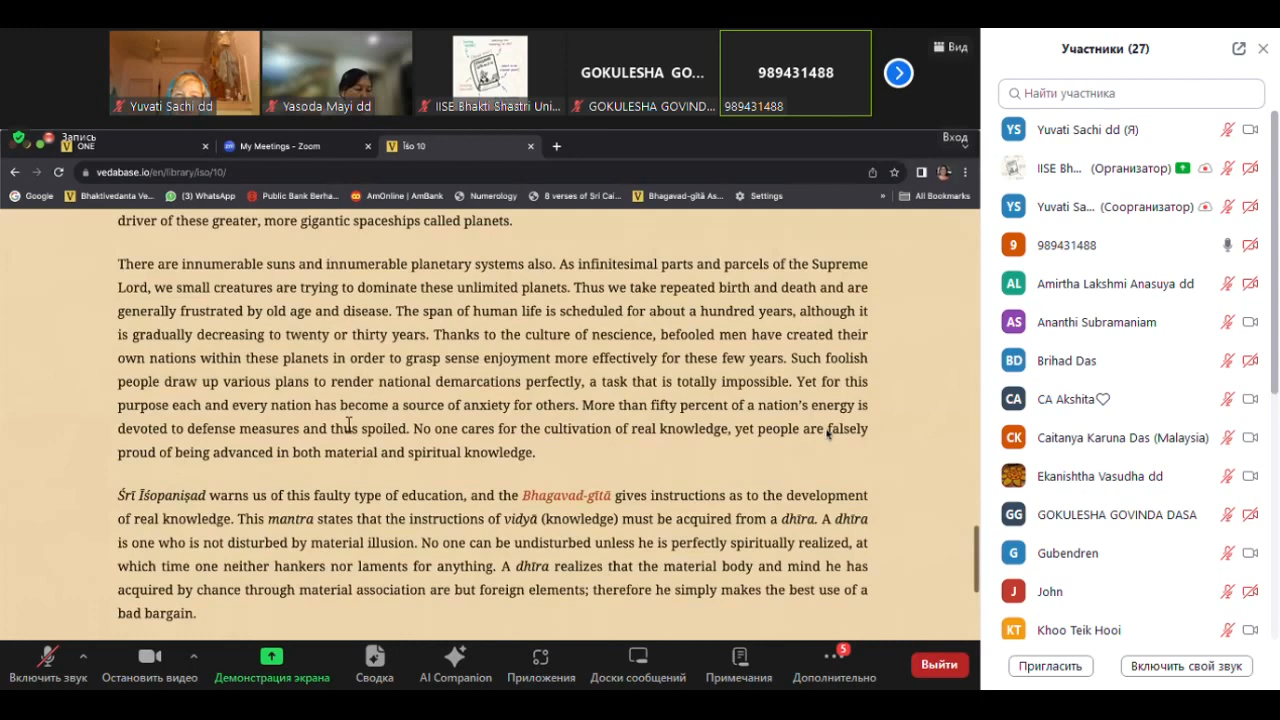 Yuvati Sachi dd
Yasoda Mayi dd
IISE Bhakti Shastri Uni...
GOKULESHA GO...
GOKULESHA GOVIND...
989431488
989431488
Вид
Запись
ONE
My Meetings - Zoom
Īśo 10
Вход
vedabase.io/en/library/iso/10/
Google
Bhaktivedanta Ve...
(3) WhatsApp
Public Bank Berha...
AmOnline | AmBank
Numerology
8 verses of Sri Cai...
Bhagavad-gītā As...
Settings
»
All Bookmarks
driver of these greater, more gigantic spaceships called planets.
There are innumerable suns and innumerable planetary systems also. As infinitesimal parts and parcels of the Supreme
Lord, we small creatures are trying to dominate these unlimited planets. Thus we take repeated birth and death and are
generally frustrated by old age and disease. The span of human life is scheduled for about a hundred years, although it
is gradually decreasing to twenty or thirty years. Thanks to the culture of nescience, befooled men have created their
own nations within these planets in order to grasp sense enjoyment more effectively for these few years. Such foolish
people draw up various plans to render national demarcations perfectly, a task that is totally impossible. Yet for this
purpose each and every nation has become a source of anxiety for others. More than fifty percent of a nation's energy is
devoted to defense measures and thus spoiled. No one cares for the cultivation of real knowledge, yet people are falsely
proud of being advanced in both material and spiritual knowledge.
Śrī Īśopaniṣad warns us of this faulty type of education, and the Bhagavad-gītā gives instructions as to the development
of real knowledge. This mantra states that the instructions of vidyā (knowledge) must be acquired from a dhīra. A dhīra
is one who is not disturbed by material illusion. No one can be undisturbed unless he is perfectly spiritually realized, at
which time one neither hankers nor laments for anything. A dhīra realizes that the material body and mind he has
acquired by chance through material association are but foreign elements; therefore he simply makes the best use of a
bad bargain.
Включить звук
Остановить видео
Демонстрация экрана
Сводка
AI Companion
Приложения
Доски сообщений
Примечания
5
Дополнительно
Выйти
Участники (27)
Найти участника
YS Yuvati Sachi dd (Я)
IISE Bh... (Организатор)
YS Yuvati Sa... (Соорганизатор)
9 989431488
AL Amirtha Lakshmi Anasuya dd
AS Ananthi Subramaniam
BD Brihad Das
CA CA Akshita♡
CK Caitanya Karuna Das (Malaysia)
Ekanishtha Vasudha dd
GG GOKULESHA GOVINDA DASA
G Gubendren
J John
KT Khoo Teik Hooi
Пригласить
Включить свой звук